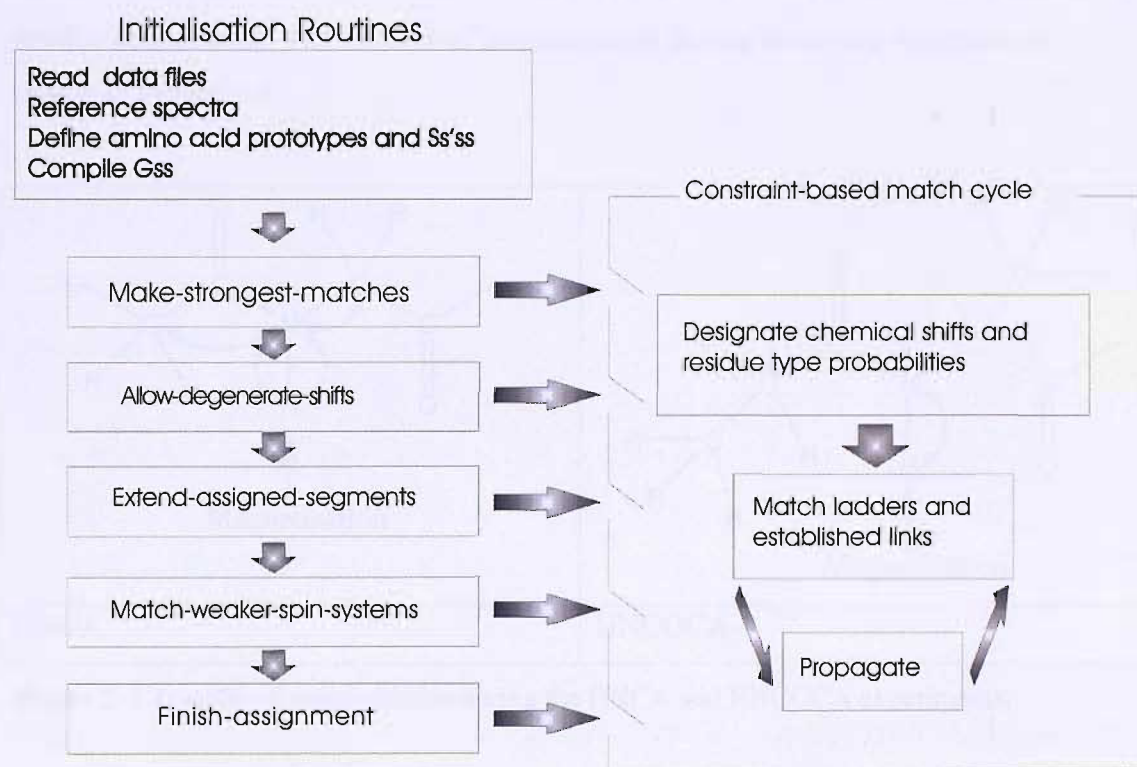 Initialisation Routines
Read data files
Reference spectra
Define amino acid prototypes and Ss'ss
Compile Gss
Constraint-based match cycle
Make-strongest-matches
Designate chemical shifts and
residue type probabilities
Allow-degenerate-shifts
Extend-assigned-segments
Match ladders and
established links
Match-weaker-spin-systems
Propagate
Finish-assignment